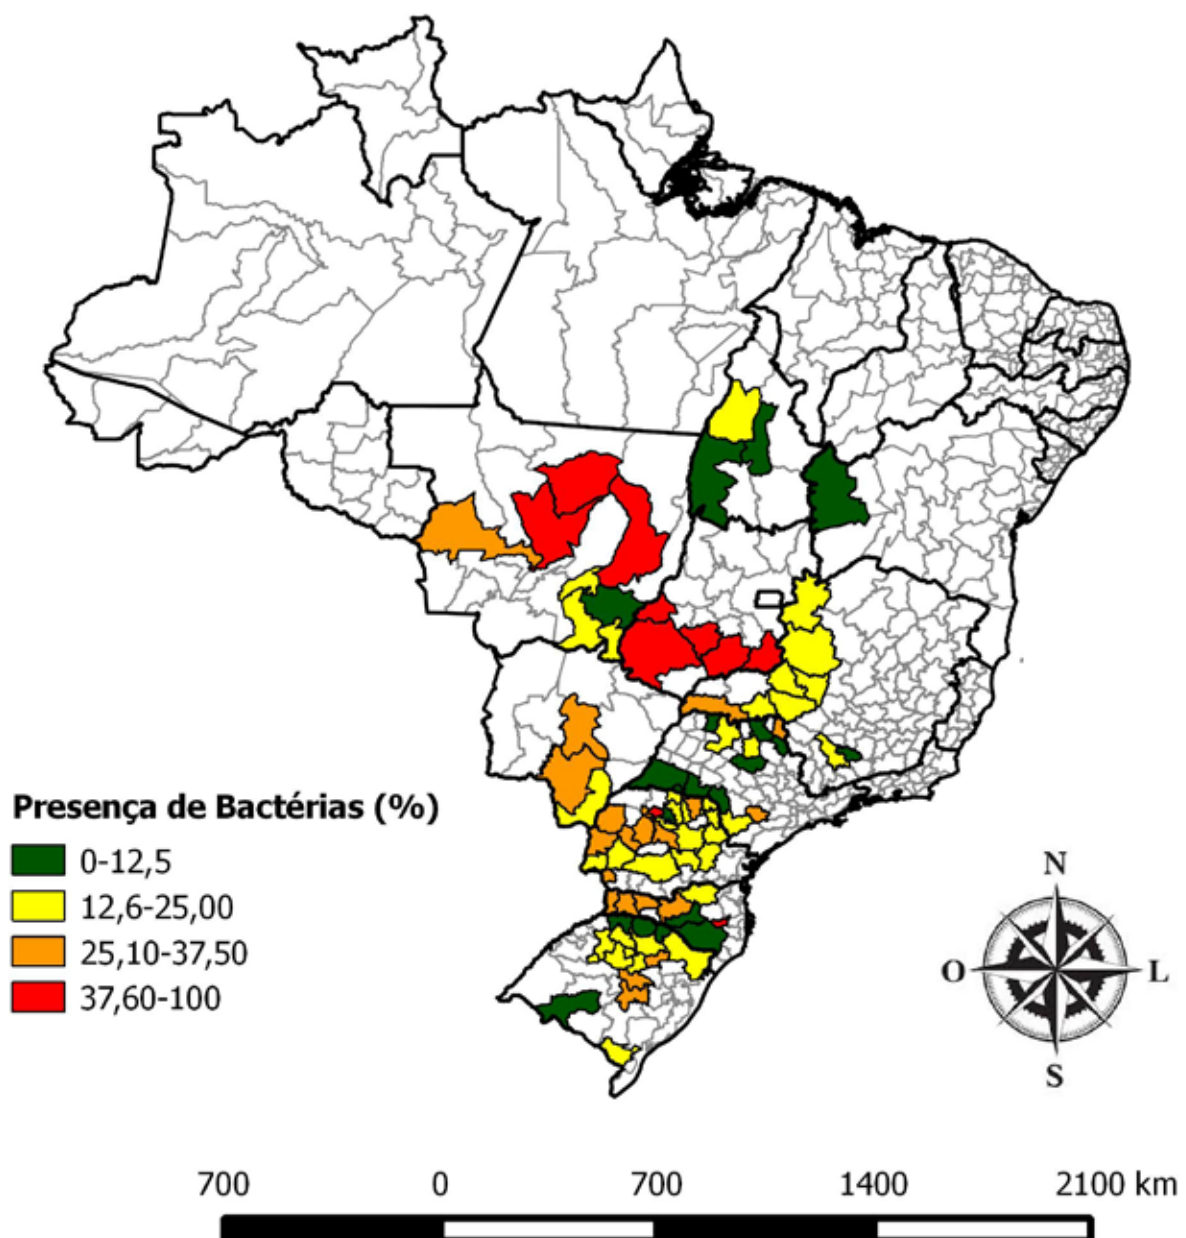 Presença de Bactérias (%)
0-12,5
12,6-25,00
25,10-37,50
37,60-100
N
O L
S
700 0 700 1400 2100 km